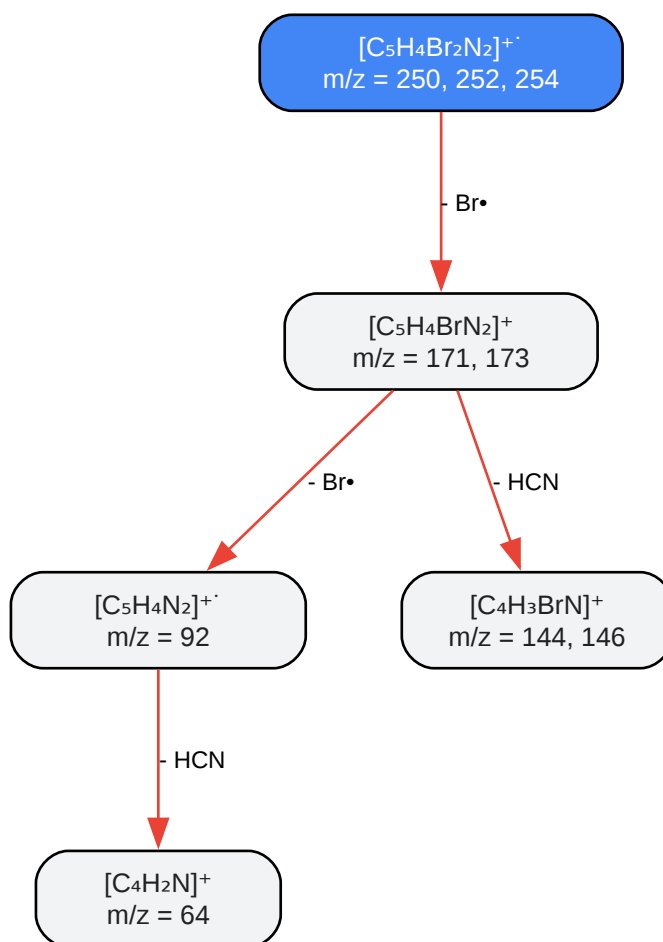 [C₅H₄Br₂N₂]⁺˙
m/z = 250, 252, 254
- Br•
[C₅H₄BrN₂]⁺
m/z = 171, 173
- Br•
- HCN
[C₅H₄N₂]⁺˙
m/z = 92
[C₄H₃BrN]⁺
m/z = 144, 146
- HCN
[C₄H₂N]⁺
m/z = 64